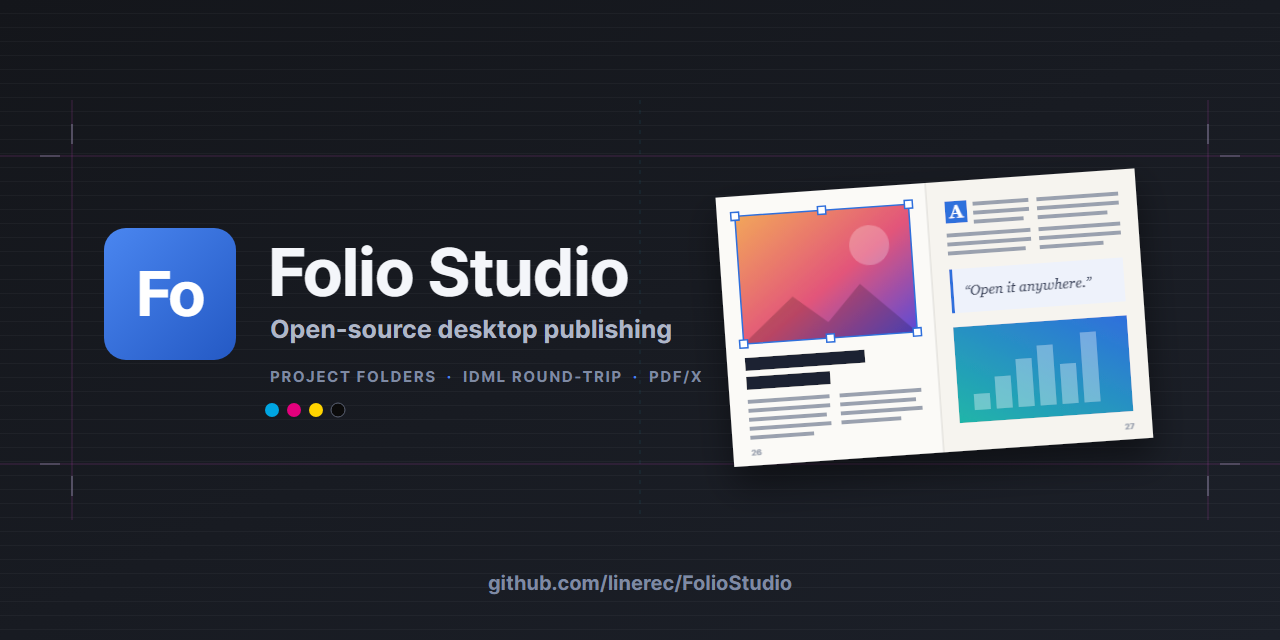 Fo
Folio Studio
Open-source desktop publishing
PROJECT FOLDERS · IDML ROUND-TRIP · PDF/X
A
“Open it anywhere.”
26
27
github.com/linerec/FolioStudio